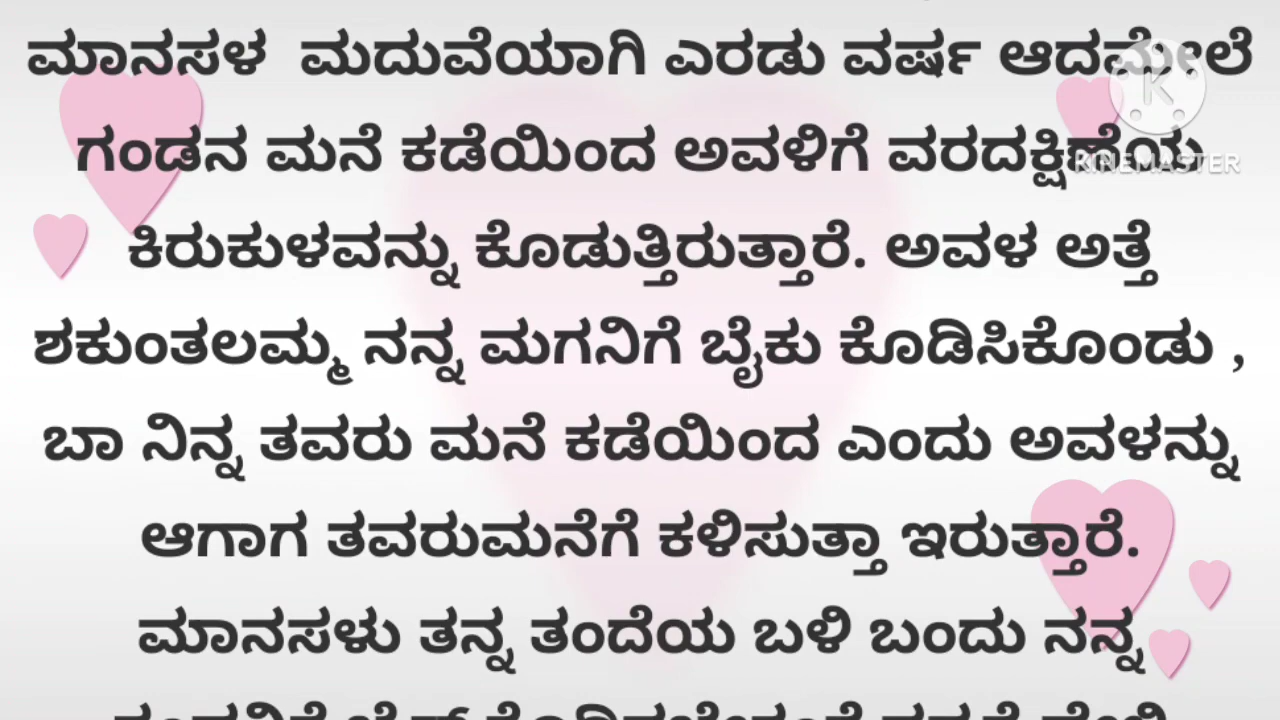 ಮಾನಸಳ ಮದುವೆಯಾಗಿ ಎರಡು ವರ್ಷ ಆದಮೇಲೆ
ಗಂಡನ ಮನೆ ಕಡೆಯಿಂದ ಅವಳಿಗೆ ವರದಕ್ಷಿಣೆಯ
KINEMASTER
ಕಿರುಕುಳವನ್ನು ಕೊಡುತ್ತಿರುತ್ತಾರೆ. ಅವಳ ಅತ್ತೆ
ಶಕುಂತಲಮ್ಮ ನನ್ನ ಮಗನಿಗೆ ಬೈಕು ಕೊಡಿಸಿಕೊಂಡು ,
ಬಾ ನಿನ್ನ ತವರು ಮನೆ ಕಡೆಯಿಂದ ಎಂದು ಅವಳನ್ನು
ಆಗಾಗ ತವರುಮನೆಗೆ ಕಳಿಸುತ್ತಾ ಇರುತ್ತಾರೆ.
ಮಾನಸಳು ತನ್ನ ತಂದೆಯ ಬಳಿ ಬಂದು ನನ್ನ